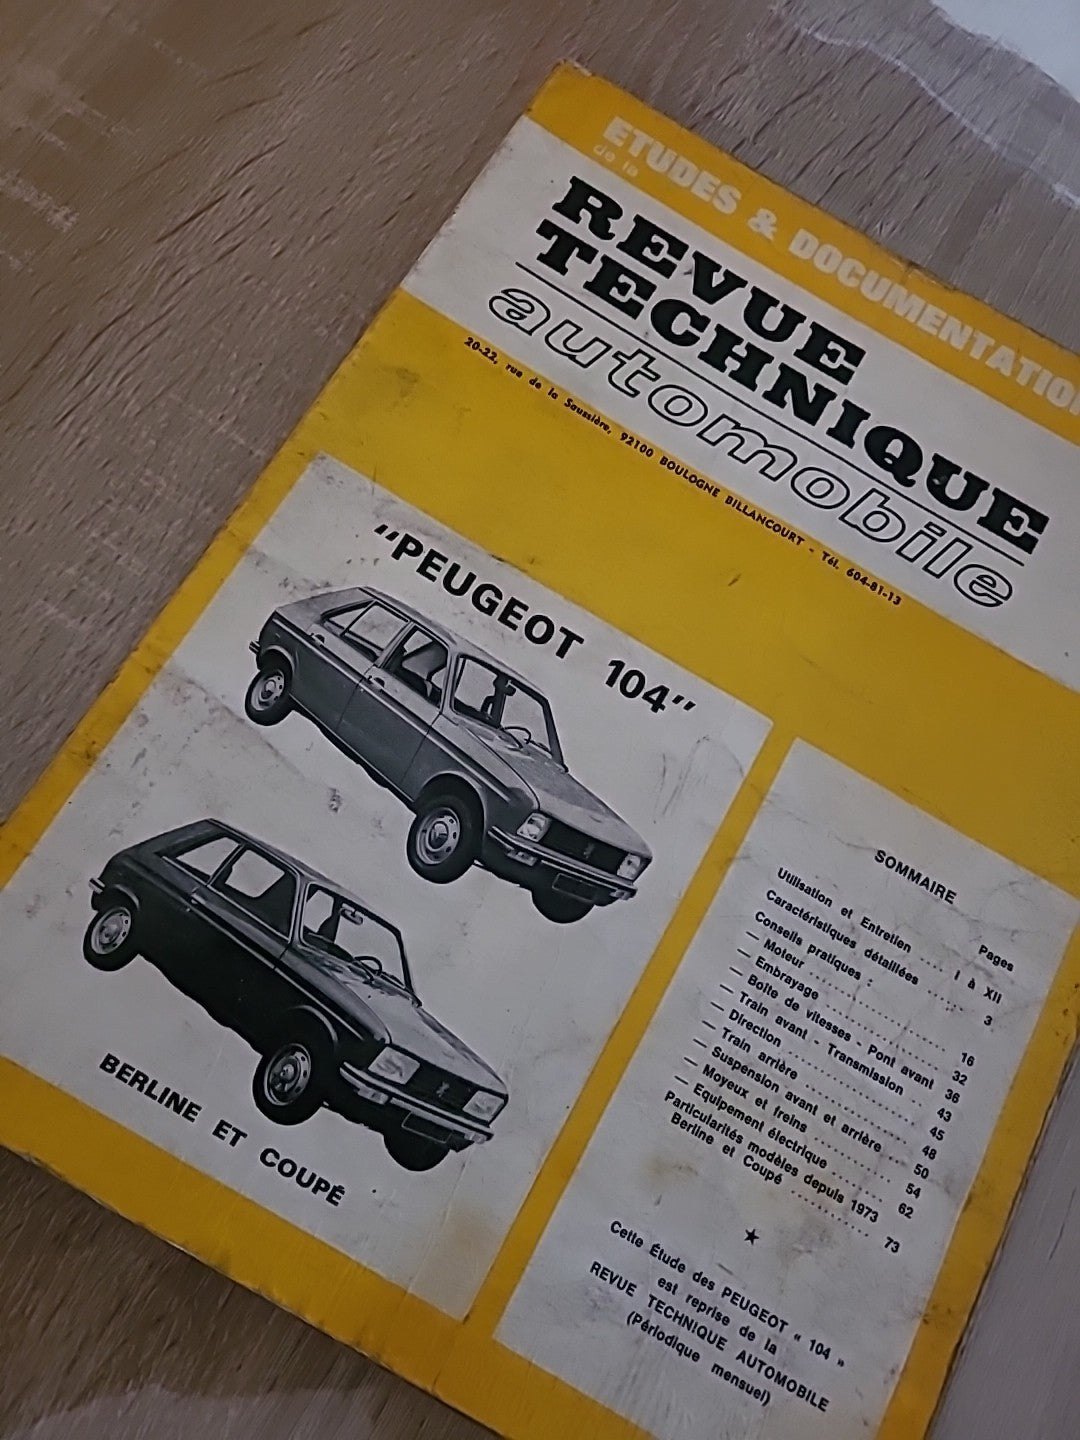 ETUDES & DOCUMENTATION
de la
REVUE
TECHNIQUE
automobile
20-22, rue de la Saussière, 92100 BOULOGNE BILLANCOURT - Tél. 604-81-13
"PEUGEOT 104"
BERLINE ET COUPÉ
SOMMAIRE
Pages
Utilisation et Entretien .... I à XII
Caractéristiques détaillées ...... 3
Conseils pratiques :
— Moteur .................. 16
— Embrayage ............... 32
— Boîte de vitesses - Pont avant 36
— Train avant - Transmission .. 43
— Direction ............... 45
— Train arrière ............ 48
— Suspension avant et arrière .. 50
— Moyeux et freins .......... 54
— Equipement électrique ....... 62
Particularités modèles depuis 1973
Berline et Coupé .......... 73
Cette Étude des PEUGEOT « 104 »
est reprise de la
REVUE TECHNIQUE AUTOMOBILE
(Périodique mensuel)